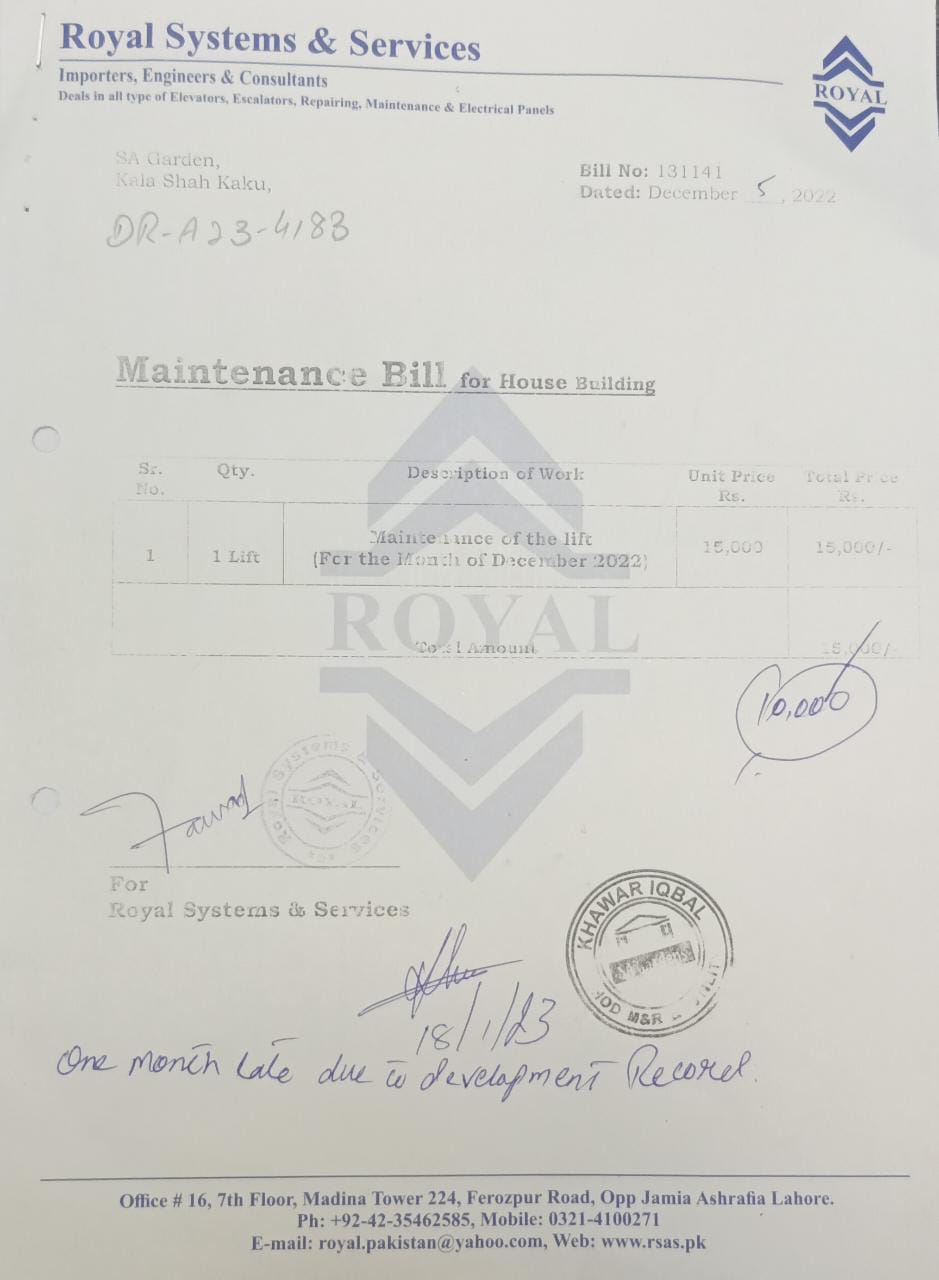 Royal Systems & Services
Importers, Engineers & Consultants
Deals in all type of Elevators, Escalators, Repairing, Maintenance & Electrical Panels
ROYAL
SA Garden,
Kala Shah Kaku,
Bill No: 131141
Dated: December 5, 2022
DR-A23-4183
Maintenance Bill for House Building
Sr. No. Qty. Description of Work Unit Price Rs. Total Price Rs.
1 1 Lift Maintenance of the lift 15,000 15,000/-
(For the Month of December 2022)
ROYAL
Total Amount 15,000/-
10,000
Fawad
Royal Systems & Services
ROYAL
For
Royal Systems & Services
KHAWAR IQBAL
HOD M&R
18/1/23
One month late due to development Record.
Office # 16, 7th Floor, Madina Tower 224, Ferozpur Road, Opp Jamia Ashrafia Lahore.
Ph: +92-42-35462585, Mobile: 0321-4100271
E-mail: royal.pakistan@yahoo.com, Web: www.rsas.pk